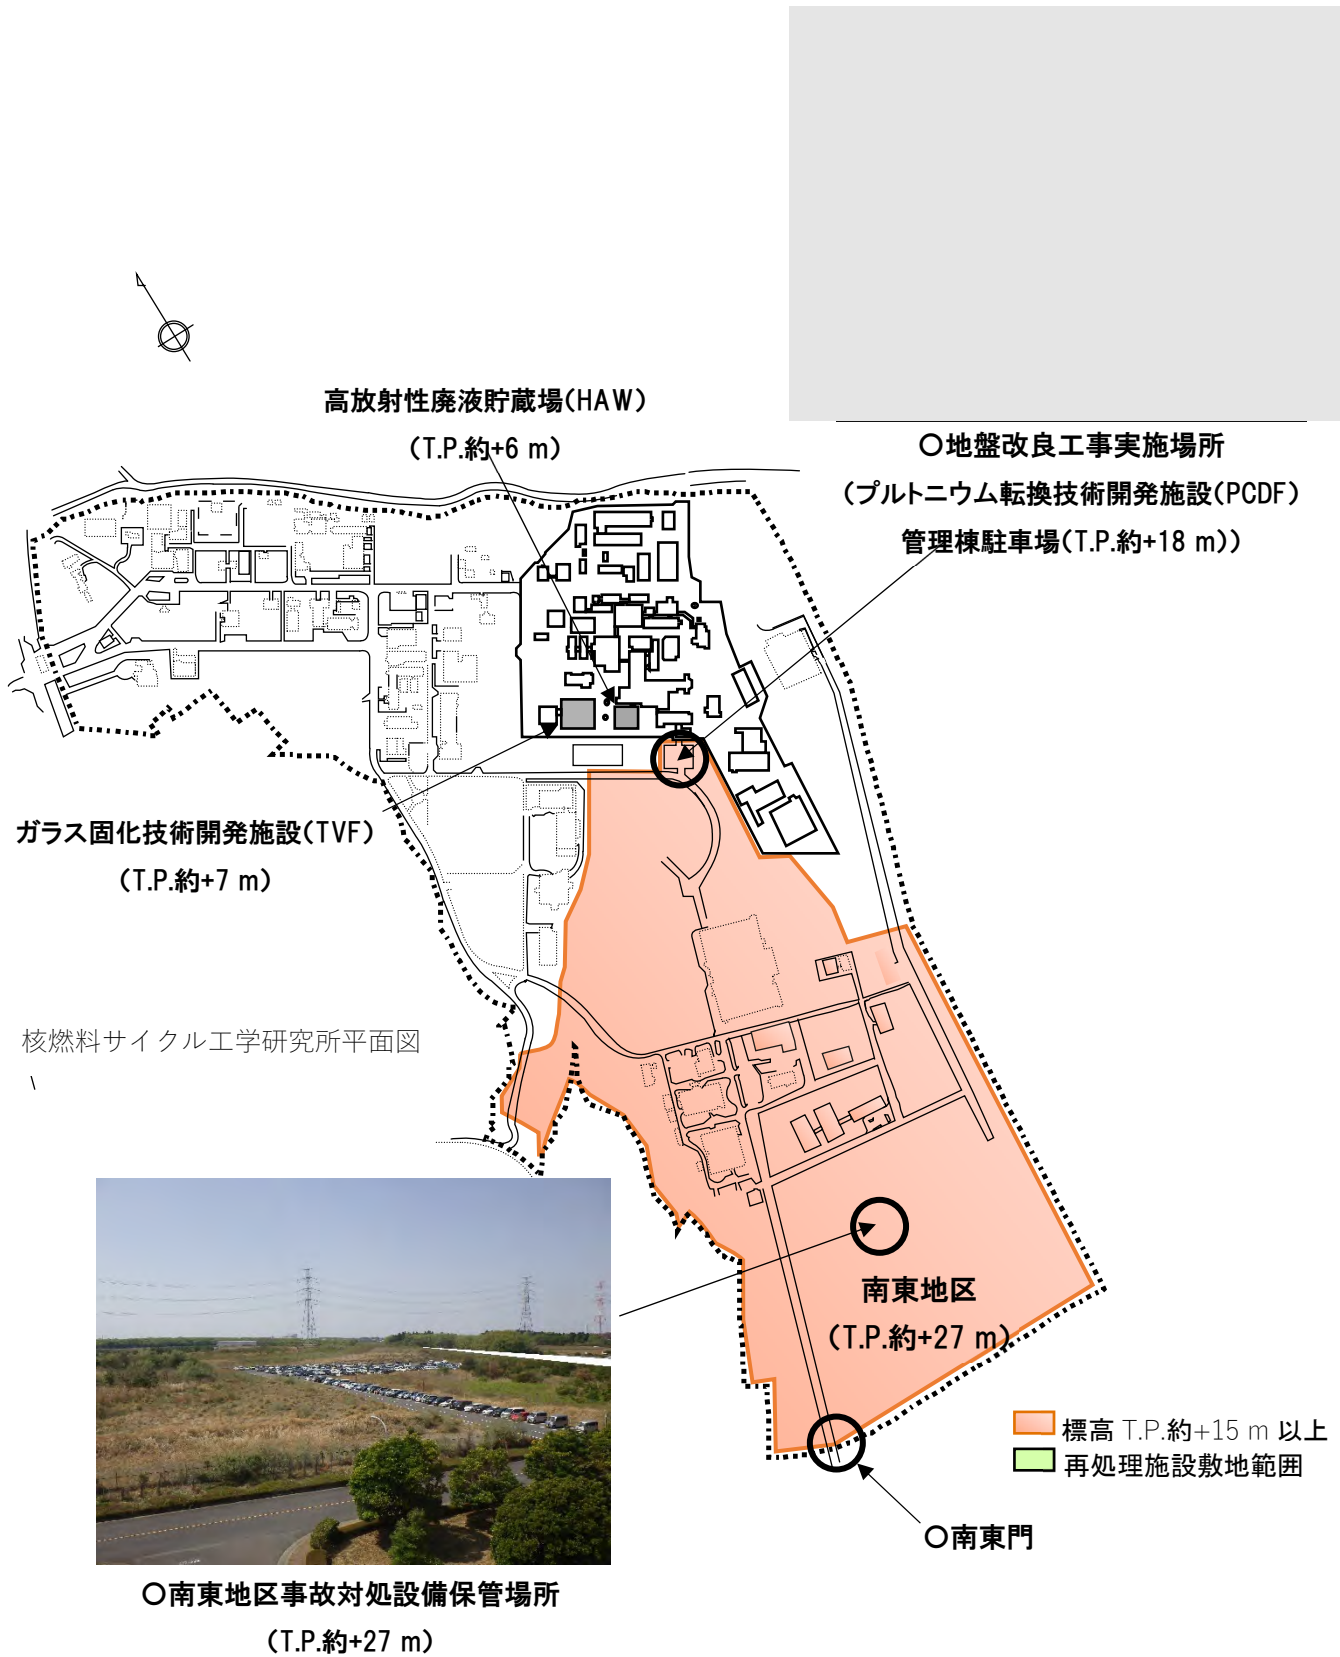 高放射性廃液貯蔵場(HAW)
(T.P.約+6 m)
〇地盤改良工事実施場所
(プルトニウム転換技術開発施設(PCDF)
管理棟駐車場(T.P.約+18 m))
ガラス固化技術開発施設(TVF)
(T.P.約+7 m)
核燃料サイクル工学研究所平面図
\
南東地区
(T.P.約+27 m)
標高 T.P.約+15 m 以上
再処理施設敷地範囲
〇南東門
〇南東地区事故対処設備保管場所
(T.P.約+27 m)